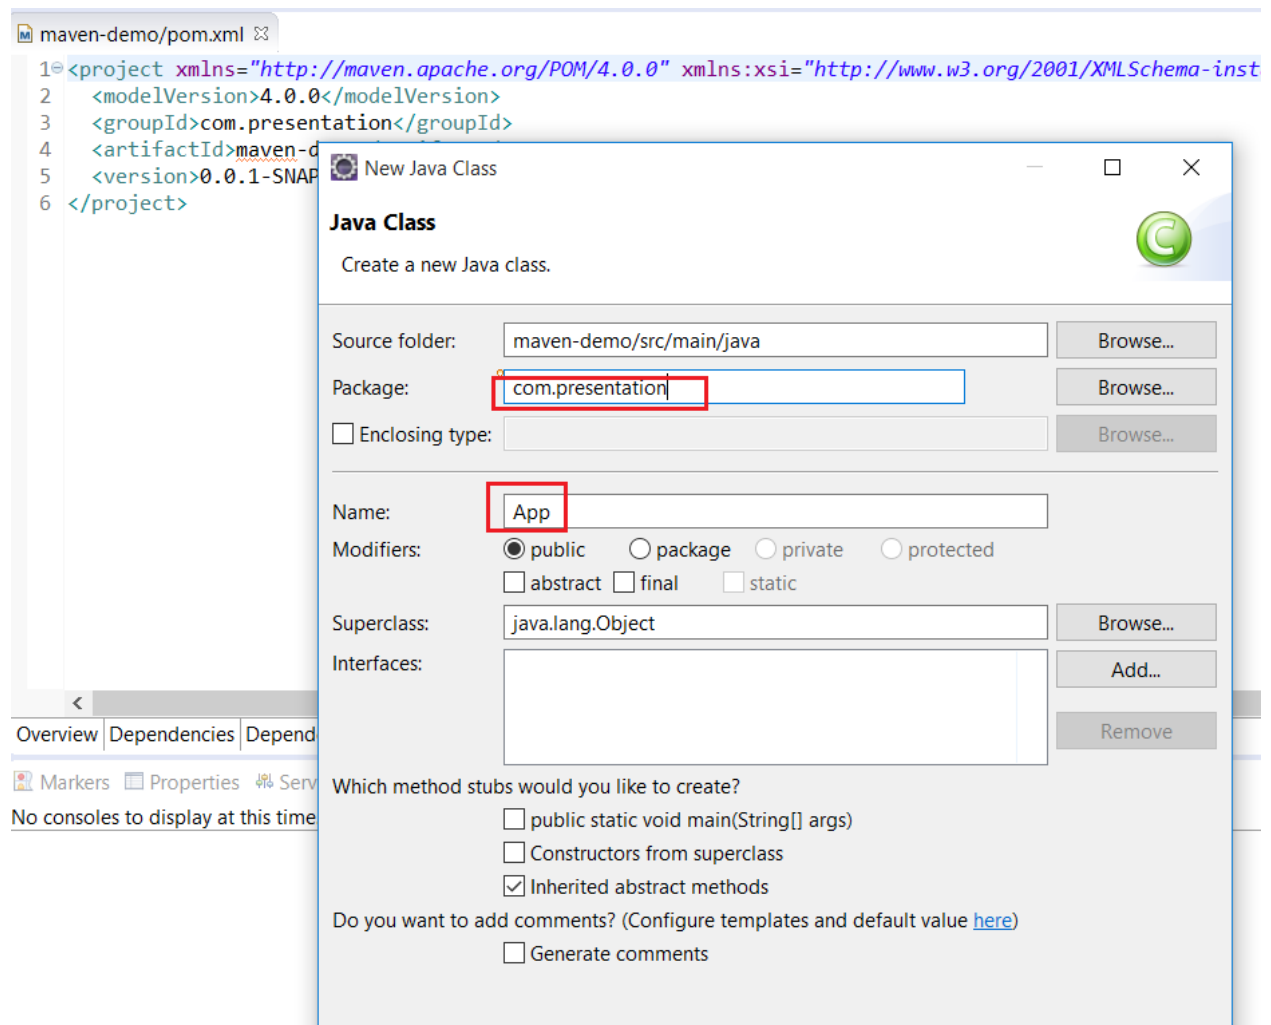 maven-demo/pom.xml
1 <project xmlns="http://maven.apache.org/POM/4.0.0" xmlns:xsi="http://www.w3.org/2001/XMLSchema-inst
2 <modelVersion>4.0.0</modelVersion>
3 <groupId>com.presentation</groupId>
4 <artifactId>maven-d
5 <version>0.0.1-SNAP
6 </project>
New Java Class
Java Class
Create a new Java class.
Source folder: maven-demo/src/main/java Browse...
Package: com.presentation Browse...
Enclosing type: Browse...
Name: App
Modifiers: public package private protected
abstract final static
Superclass: java.lang.Object Browse...
Interfaces: Add...
Remove
Overview Dependencies Depend
Markers Properties Serv
Which method stubs would you like to create?
No consoles to display at this time
public static void main(String[] args)
Constructors from superclass
Inherited abstract methods
Do you want to add comments? (Configure templates and default value here)
Generate comments